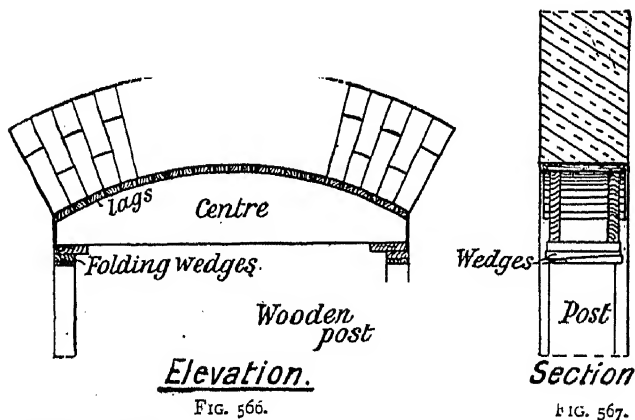 lags
Centre
Folding wedges.
Wooden
post
Elevation.
FIG. 566.
Wedges
Post
Section
FIG. 567.